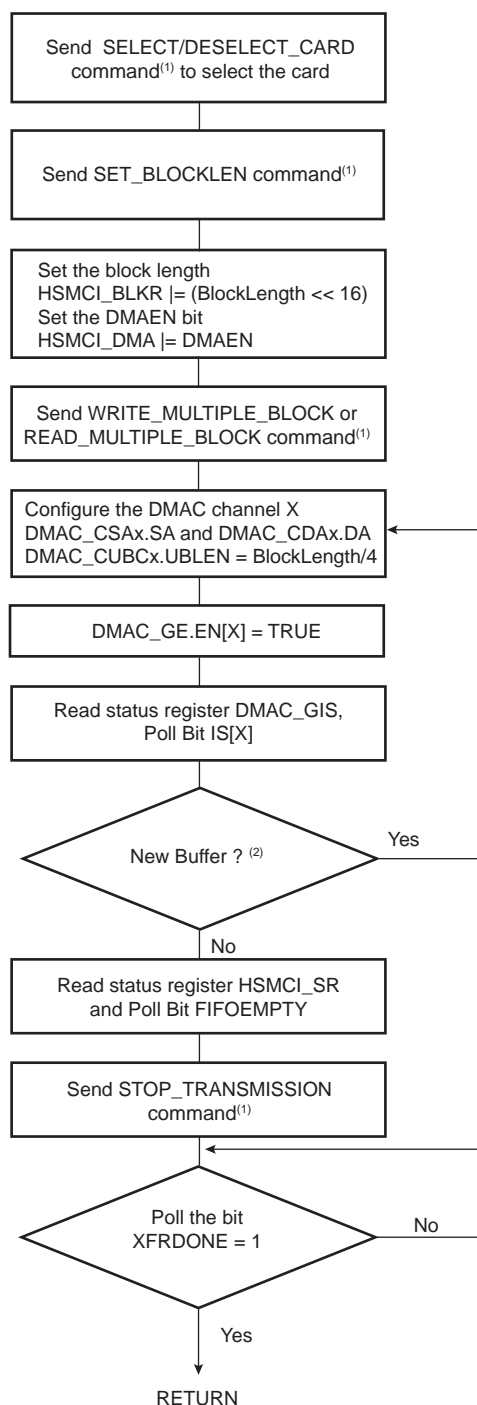 Send SELECT/DESELECT_CARD
command(1) to select the card
Send SET_BLOCKLEN command(1)
Set the block length
HSMCI_BLKR |= (BlockLength << 16)
Set the DMAEN bit
HSMCI_DMA |= DMAEN
Send WRITE_MULTIPLE_BLOCK or
READ_MULTIPLE_BLOCK command(1)
Configure the DMAC channel X
DMAC_CSAx.SA and DMAC_CDAx.DA
DMAC_CUBCx.UBLEN = BlockLength/4
DMAC_GE.EN[X] = TRUE
Read status register DMAC_GIS,
Poll Bit IS[X]
New Buffer ? (2)
Yes
No
Read status register HSMCI_SR
and Poll Bit FIFOEMPTY
Send STOP_TRANSMISSION
command(1)
Poll the bit
XFRDONE = 1
No
Yes
RETURN